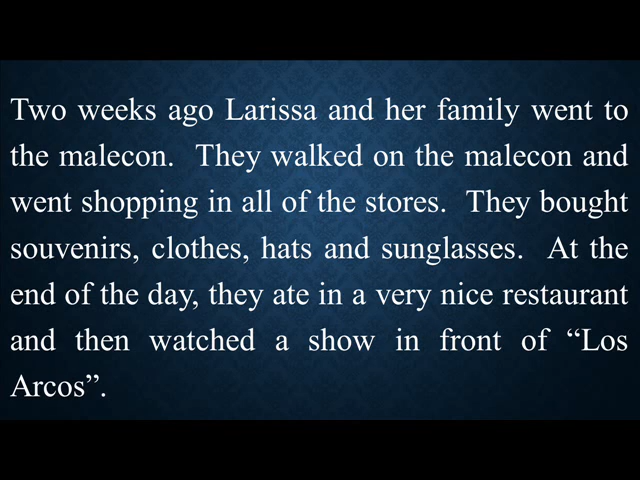 Two weeks ago Larissa and her family went to
the malecon.  They walked on the malecon and
went shopping in all of the stores.  They bought
souvenirs, clothes, hats and sunglasses.  At the
end of the day, they ate in a very nice restaurant
and then watched a show in front of “Los
Arcos”.